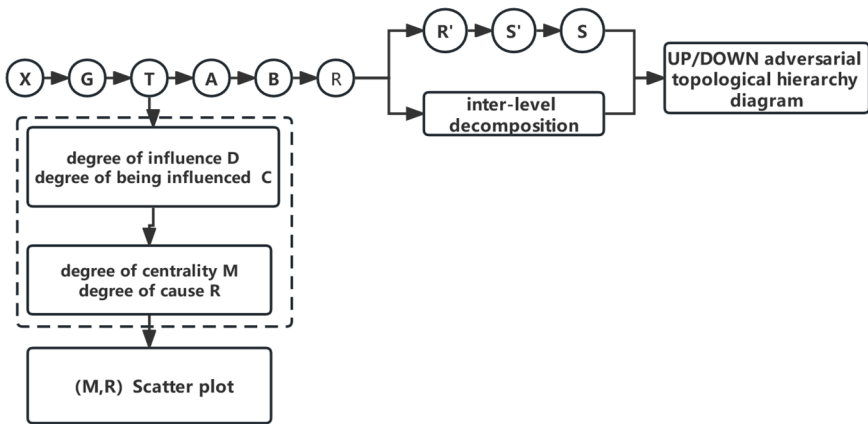 R'
S'
S
UP/DOWN adversarial
topological hierarchy
diagram
X
G
T
A
B
R
inter-level
decomposition
degree of influence D
degree of being influenced C
degree of centrality M
degree of cause R
(M,R) Scatter plot